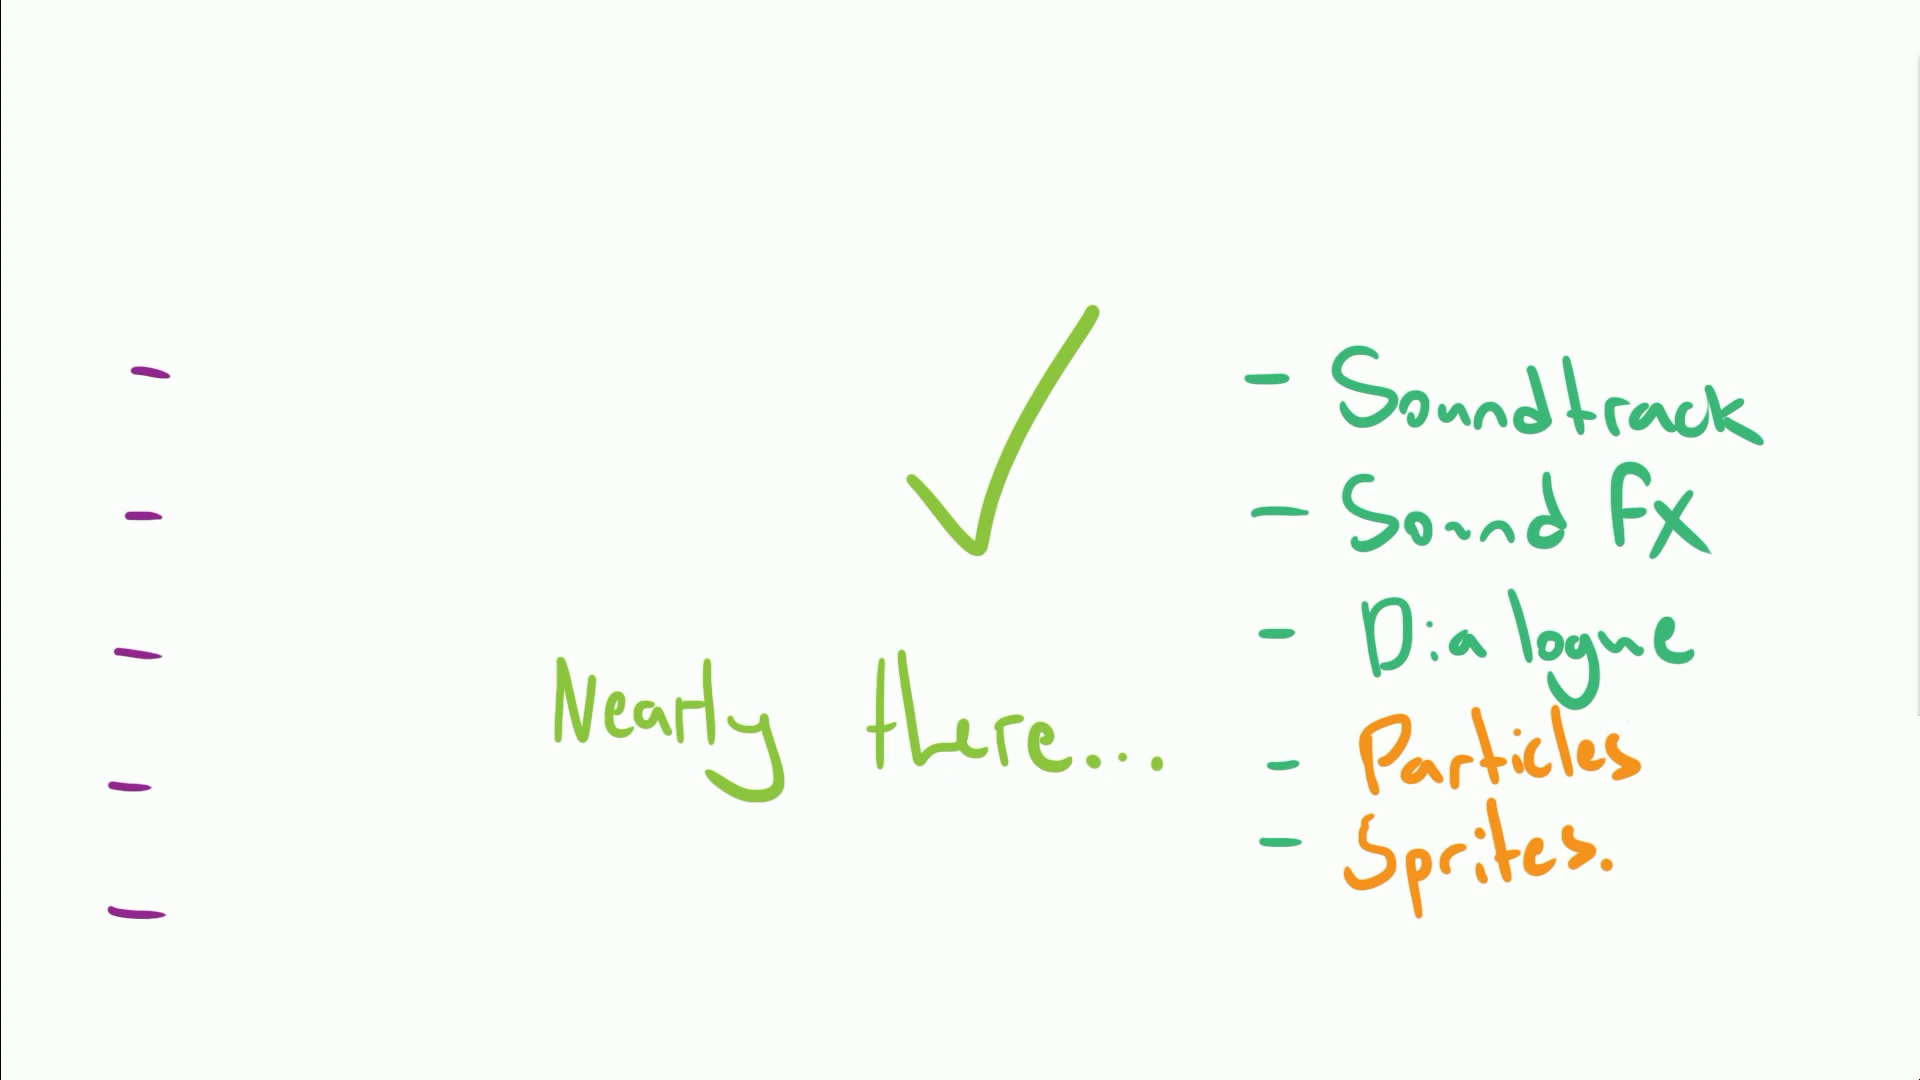 - Soundtrack
- Sound FX
- Dialogue
Nearly there...
- Particles
- Sprites.